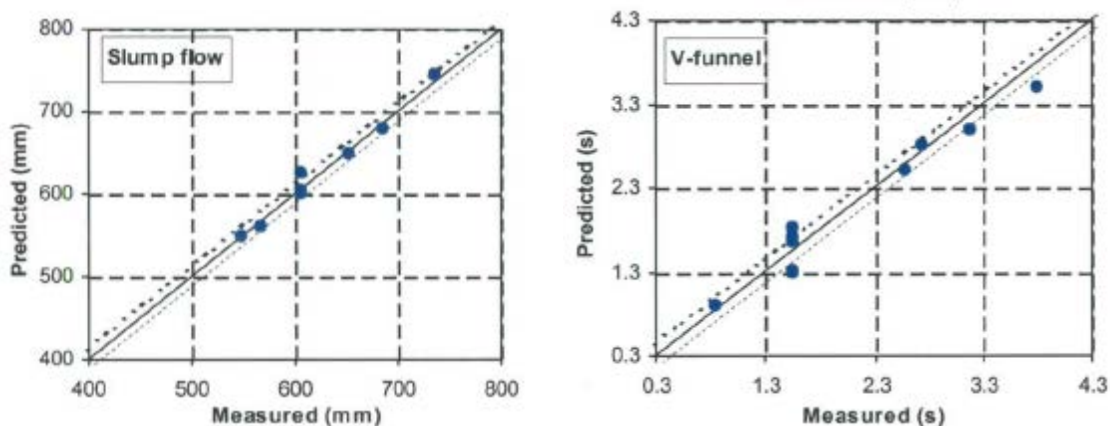 Slump flow
Predicted (mm)
800
700
600
500
400
400 500 600 700 800
Measured (mm)
V-funnel
Predicted (s)
4.3
3.3
2.3
1.3
0.3
0.3 1.3 2.3 3.3 4.3
Measured (s)